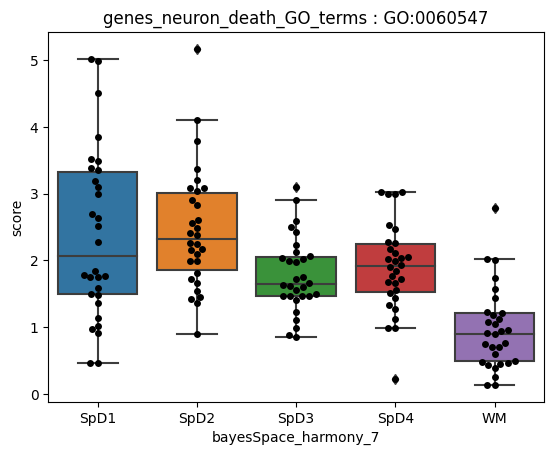 genes_neuron_death_GO_terms : GO:0060547
score
5
4
3
2
1
0
SpD1 SpD2 SpD3 SpD4 WM
bayesSpace_harmony_7